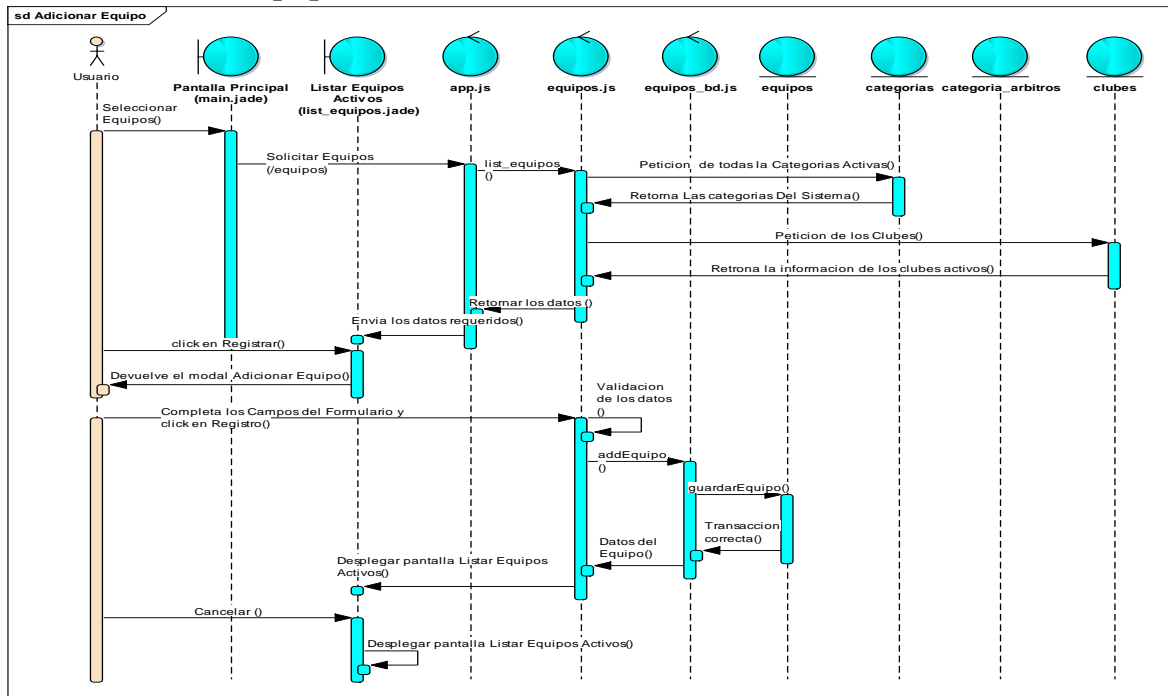 sd Adicionar Equipo
Usuario
Pantalla Principal
(main.jade)
Listar Equipos
Activos
(list_equipos.jade)
app.js
equipos.js
equipos_bd.js
equipos
categorias
categoria_arbitros
clubes
Seleccionar
Equipos()
Solicitar Equipos
(/equipos)
list_equipos
()
Peticion de todas la Categorias Activas()
Retorna Las categorias Del Sistema()
Peticion de los Clubes()
Retrona la informacion de los clubes activos()
Retornar los datos ()
Envia los datos requeridos()
click en Registrar()
Devuelve el modal Adicionar Equipo()
Completa los Campos del Formulario y
click en Registro()
Validacion
de los datos
()
addEquipo
()
guardarEquipo()
Transaccion
correcta()
Datos del
Equipo()
Desplegar pantalla Listar Equipos
Activos()
Cancelar ()
Desplegar pantalla Listar Equipos Activos()